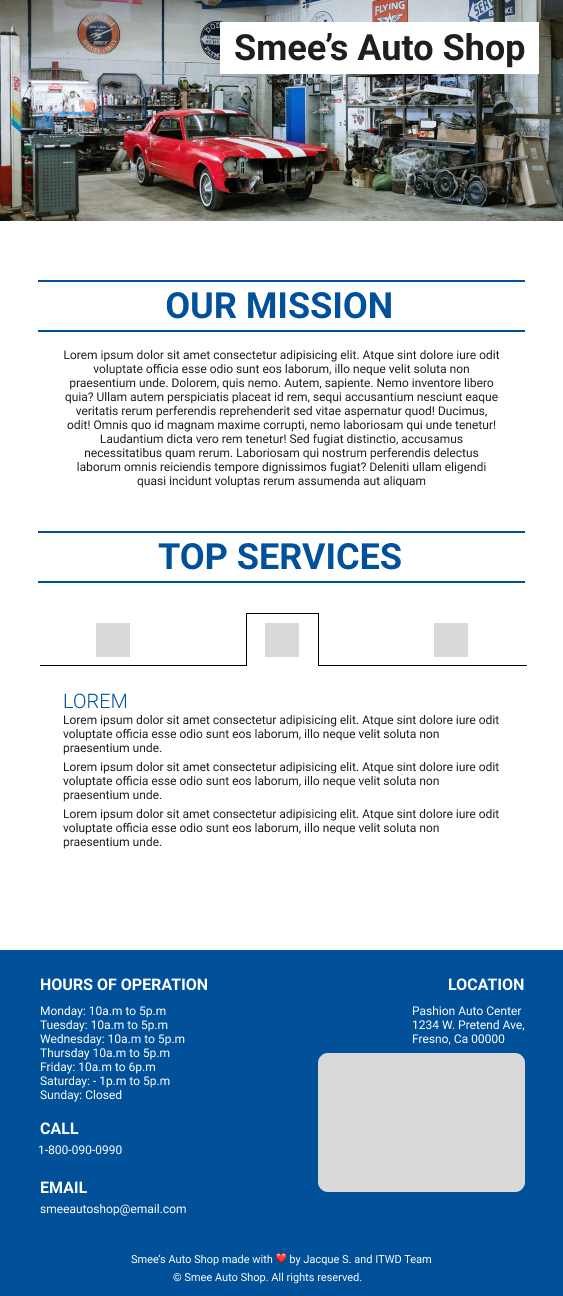 FLYING
DOD
Smee's Auto Shop
OUR MISSION
Lorem ipsum dolor sit amet consectetur adipisicing elit. Atque sint dolore iure odit
voluptate officia esse odio sunt eos laborum, illo neque velit soluta non
praesentium unde. Dolorem, quis nemo. Autem, sapiente. Nemo inventore libero
quia? Ullam autem perspiciatis placeat id rem, sequi accusantium nesciunt eaque
veritatis rerum perferendis reprehenderit sed vitae aspernatur quod! Ducimus,
odit! Omnis quo id magnam maxime corrupti, nemo laboriosam qui unde tenetur!
Laudantium dicta vero rem tenetur! Sed fugiat distinctio, accusamus
necessitatibus quam rerum. Laboriosam qui nostrum perferendis delectus
laborum omnis reiciendis tempore dignissimos fugiat? Deleniti ullam eligendi
quasi incidunt voluptas rerum assumenda aut aliquam
TOP SERVICES
LOREM
Lorem ipsum dolor sit amet consectetur adipisicing elit. Atque sint dolore iure odit
voluptate officia esse odio sunt eos laborum, illo neque velit soluta non
praesentium unde.
Lorem ipsum dolor sit amet consectetur adipisicing elit. Atque sint dolore iure odit
voluptate officia esse odio sunt eos laborum, illo neque velit soluta non
praesentium unde.
Lorem ipsum dolor sit amet consectetur adipisicing elit. Atque sint dolore iure odit
voluptate officia esse odio sunt eos laborum, illo neque velit soluta non
praesentium unde.
HOURS OF OPERATION
Monday: 10a.m to 5p.m
Tuesday: 10a.m to 5p.m
Wednesday: 10a.m to 5p.m
Thursday 10a.m to 5p.m
Friday: 10a.m to 6p.m
Saturday: - 1p.m to 5p.m
Sunday: Closed
CALL
1-800-090-0990
EMAIL
smeeautoshop@email.com
LOCATION
Pashion Auto Center
1234 W. Pretend Ave,
Fresno, Ca 00000
Smee's Auto Shop made with ❤️ by Jacque S. and ITWD Team
© Smee Auto Shop. All rights reserved.